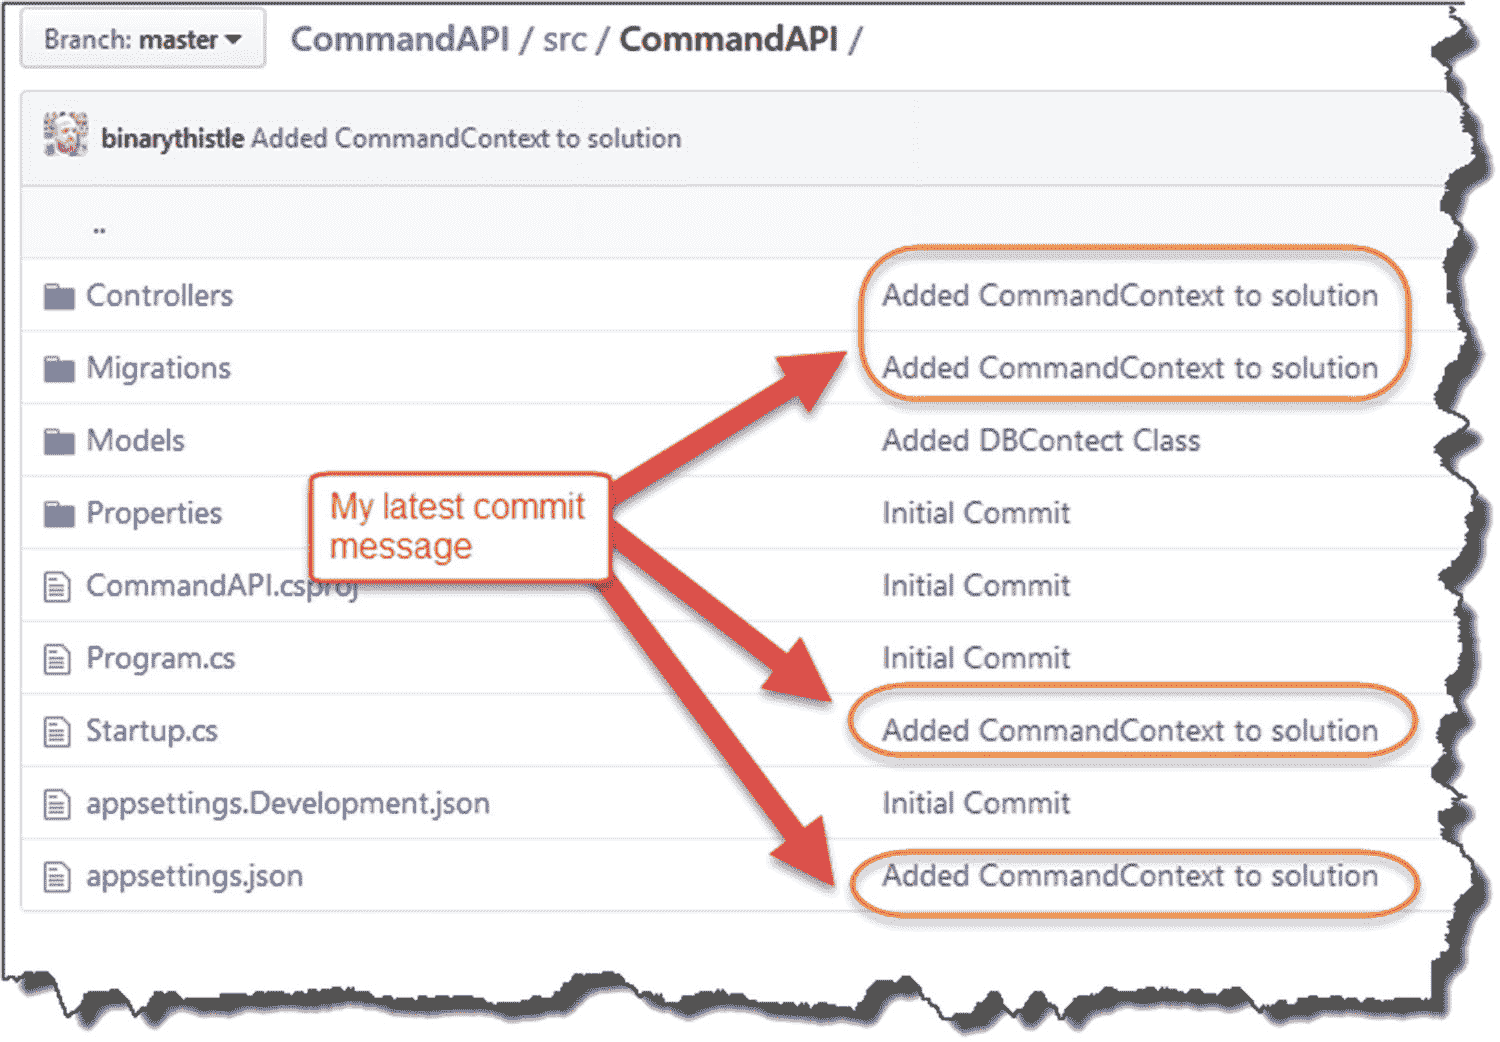 Branch: master CommandAPI / src / CommandAPI /
binarythistle Added CommandContext to solution
..
Controllers Added CommandContext to solution
Migrations Added CommandContext to solution
Models Added DBContect Class
Properties Initial Commit
My latest commit
message
CommandAPI.csproj Initial Commit
Program.cs Initial Commit
Startup.cs Added CommandContext to solution
appsettings.Development.json Initial Commit
appsettings.json Added CommandContext to solution